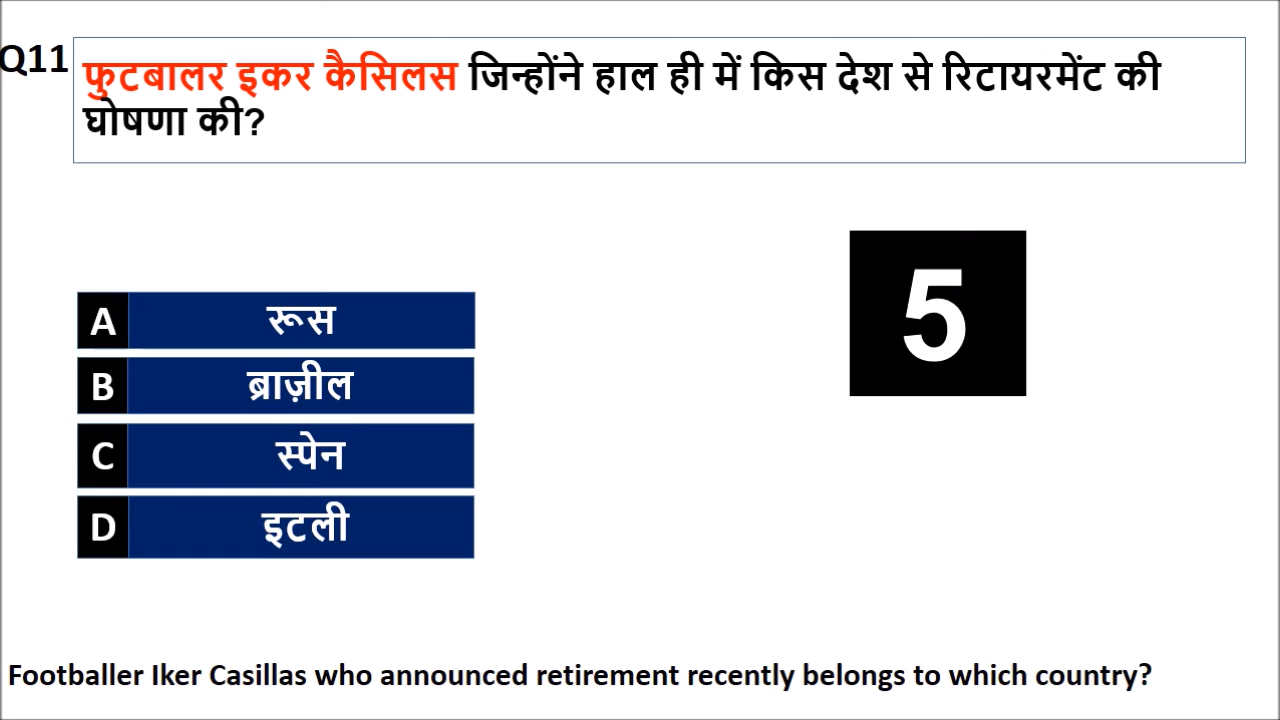 Q11
फुटबालर इकर कैसिलस जिन्होंने हाल ही में किस देश से रिटायरमेंट की
घोषणा की?
5
A रूस
B ब्राज़ील
C स्पेन
D इटली
Footballer Iker Casillas who announced retirement recently belongs to which country?